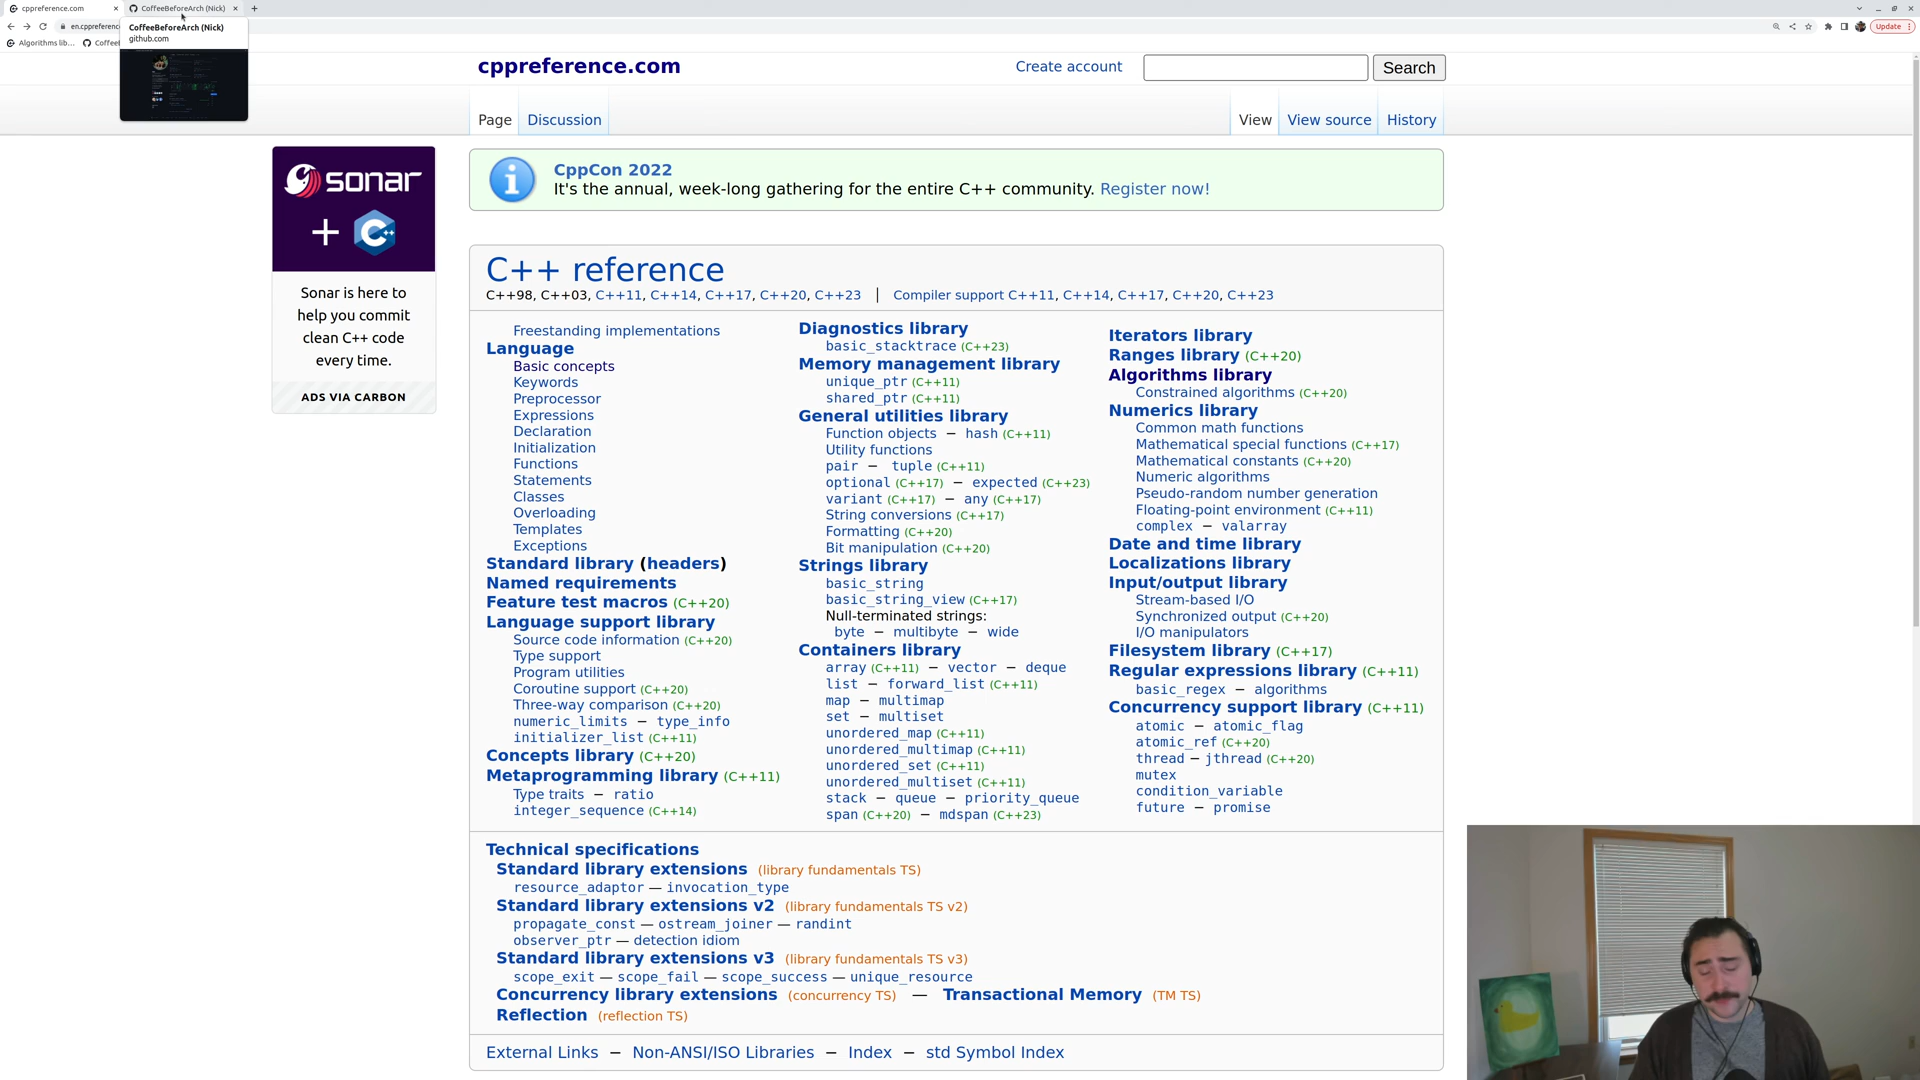 cppreference.com
CoffeeBeforeArch (Nick)
en.cppreference
Update
Algorithms lib...
CoffeeBeforeArch (Nick)
github.com
cppreference.com
Create account
Search
Page
Discussion
View
View source
History
sonar
+ C++
Sonar is here to
help you commit
clean C++ code
every time.
ADS VIA CARBON
CppCon 2022
It's the annual, week-long gathering for the entire C++ community. Register now!
C++ reference
C++98, C++03, C++11, C++14, C++17, C++20, C++23 | Compiler support C++11, C++14, C++17, C++20, C++23
Freestanding implementations
Language
Basic concepts
Keywords
Preprocessor
Expressions
Declaration
Initialization
Functions
Statements
Classes
Overloading
Templates
Exceptions
Standard library (headers)
Named requirements
Feature test macros (C++20)
Language support library
Source code information (C++20)
Type support
Program utilities
Coroutine support (C++20)
Three-way comparison (C++20)
numeric_limits − type_info
initializer_list (C++11)
Concepts library (C++20)
Metaprogramming library (C++11)
Type traits − ratio
integer_sequence (C++14)
Diagnostics library
basic_stacktrace (C++23)
Memory management library
unique_ptr (C++11)
shared_ptr (C++11)
General utilities library
Function objects − hash (C++11)
Utility functions
pair − tuple (C++11)
optional (C++17) − expected (C++23)
variant (C++17) − any (C++17)
String conversions (C++17)
Formatting (C++20)
Bit manipulation (C++20)
Strings library
basic_string
basic_string_view (C++17)
Null-terminated strings:
byte − multibyte − wide
Containers library
array (C++11) − vector − deque
list − forward_list (C++11)
map − multimap
set − multiset
unordered_map (C++11)
unordered_multimap (C++11)
unordered_set (C++11)
unordered_multiset (C++11)
stack − queue − priority_queue
span (C++20) − mdspan (C++23)
Iterators library
Ranges library (C++20)
Algorithms library
Constrained algorithms (C++20)
Numerics library
Common math functions
Mathematical special functions (C++17)
Mathematical constants (C++20)
Numeric algorithms
Pseudo-random number generation
Floating-point environment (C++11)
complex − valarray
Date and time library
Localizations library
Input/output library
Stream-based I/O
Synchronized output (C++20)
I/O manipulators
Filesystem library (C++17)
Regular expressions library (C++11)
basic_regex − algorithms
Concurrency support library (C++11)
atomic − atomic_flag
atomic_ref (C++20)
thread − jthread (C++20)
mutex
condition_variable
future − promise
Technical specifications
Standard library extensions (library fundamentals TS)
resource_adaptor — invocation_type
Standard library extensions v2 (library fundamentals TS v2)
propagate_const — ostream_joiner — randint
observer_ptr — detection idiom
Standard library extensions v3 (library fundamentals TS v3)
scope_exit — scope_fail — scope_success — unique_resource
Concurrency library extensions (concurrency TS) — Transactional Memory (TM TS)
Reflection (reflection TS)
External Links − Non-ANSI/ISO Libraries − Index − std Symbol Index